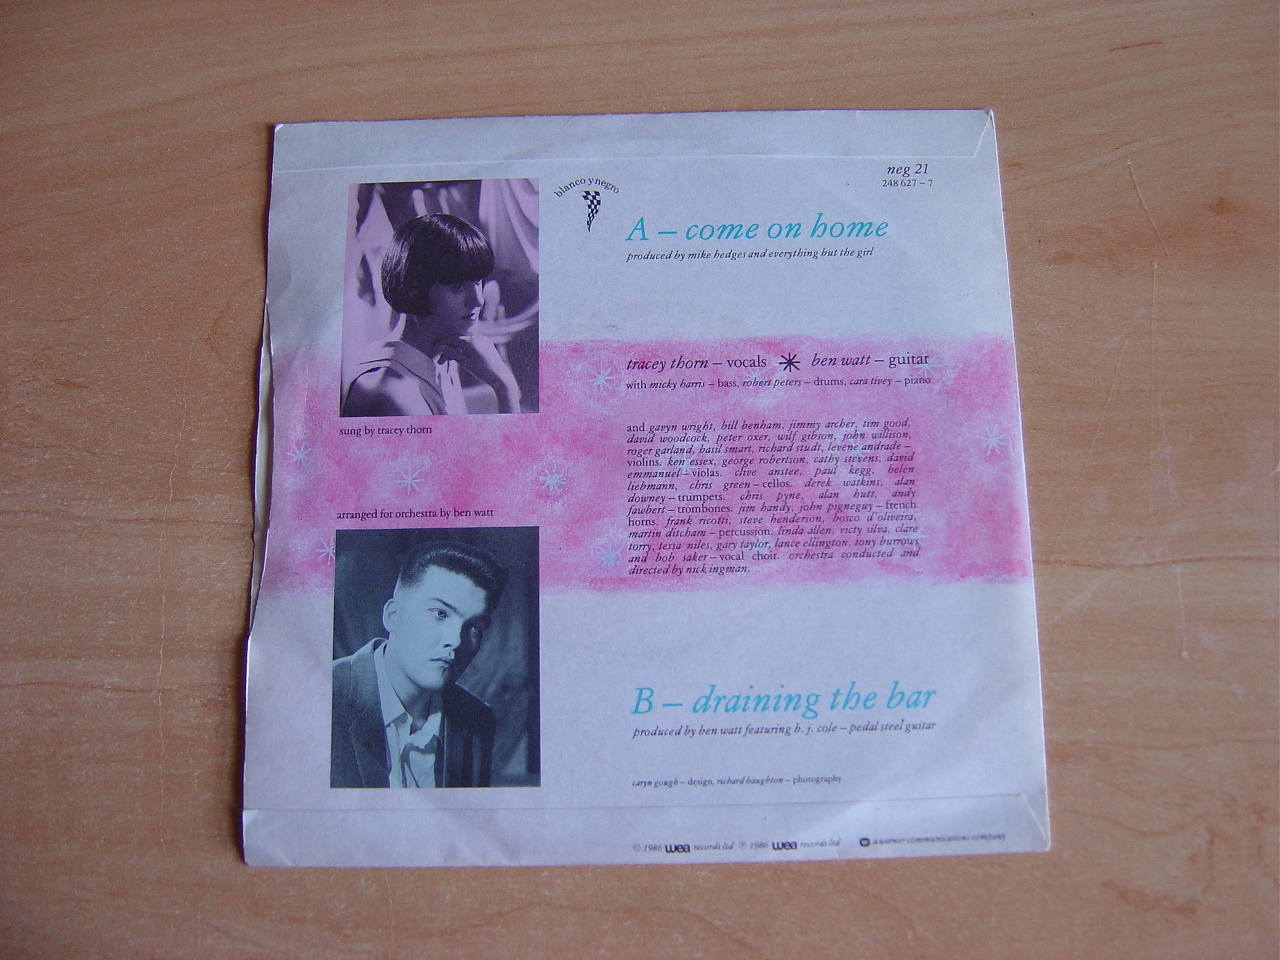 neg 21
248 627 – 7
blanco y negro
A – come on home
produced by mike hedges and everything but the girl
tracey thorn – vocals ben watt – guitar
with micky harris – bass, robert peters – drums, cara tivey – piano
sung by tracey thorn
and gavyn wright, bill benham, jimmy archer, tim good,
david woodcock, peter oxer, wilf gibson, john willison,
roger garland, basil smart, richard studt, levene andrade –
violins. ken essex, george robertson, cathy stevens, david
emmanuel – violas. clive anstee, paul kegg, helen
liebmann, chris green – cellos. derek watkins, alan
downey – trumpets. chris pyne, alan hutt, andy
fawbert – trombones. jim handy, john pigneguy – french
horns. frank ricotti, steve henderson, bosco d'oliveira,
martin ditcham – percussion. linda allen, vicky silva, clare
torry, tessa niles, gary taylor, lance ellington, tony burrows
and bob saker – vocal choir. orchestra conducted and
directed by nick ingman.
arranged for orchestra by ben watt
B – draining the bar
produced by ben watt featuring b. j. cole – pedal steel guitar
caryn gough – design, richard haughton – photography
© 1986 wea records ltd ℗ 1986 wea records ltd a warner communications company